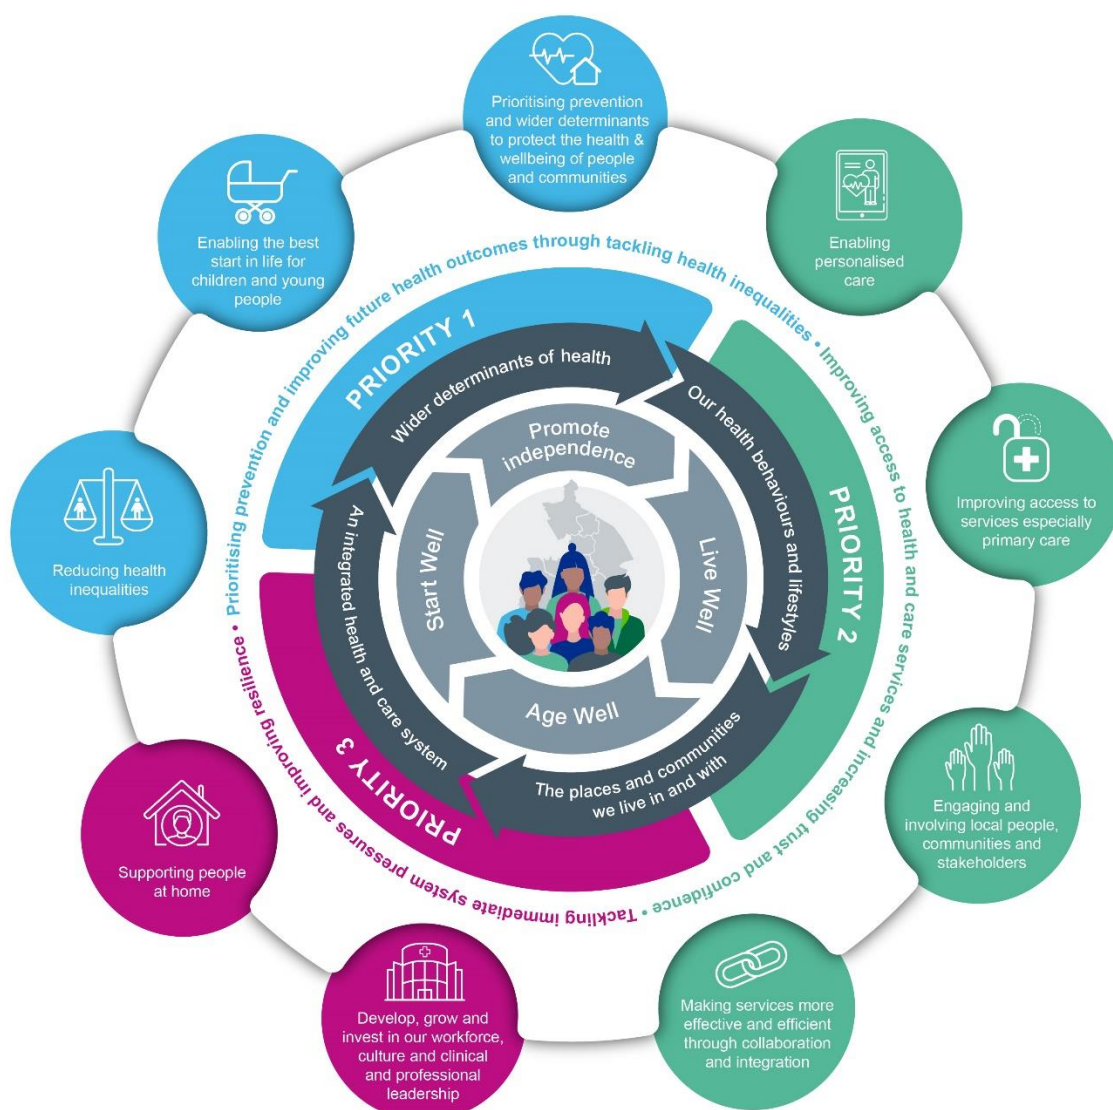 Prioritising prevention
and wider determinants
to protect the health &
wellbeing of people
and communities
Enabling
personalised
care
Improving access to
services especially
primary care
Engaging and
involving local people,
communities and
stakeholders
Making services more
effective and efficient
through collaboration
and integration
Develop, grow and
invest in our workforce,
culture and clinical
and professional
leadership
Supporting people
at home
Reducing health
inequalities
Enabling the best
start in life for
children and young
people
Prioritising prevention and improving future health outcomes through tackling health inequalities •
Improving access to health and care services and increasing trust and confidence •
Tackling immediate system pressures and improving resilience •
PRIORITY 1
PRIORITY 2
PRIORITY 3
Wider determinants of health
Our health behaviours and lifestyles
The places and communities
we live in and with
An integrated health and care system
Promote
independence
Live Well
Age Well
Start Well